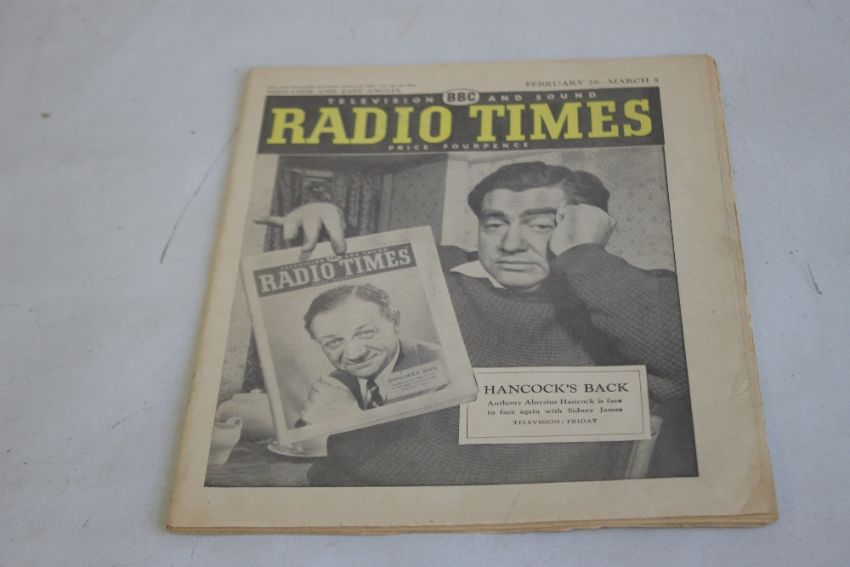 FEBRUARY 28 - MARCH 5
MIDLANDS AND EAST ANGLIA
TELEVISION BBC AND SOUND
RADIO TIMES
PRICE FOURPENCE
RADIO TIMES
HANCOCK'S BACK
HANCOCK'S BACK
Anthony Aloysius Hancock is face
to face again with Sidney James
TELEVISION: FRIDAY